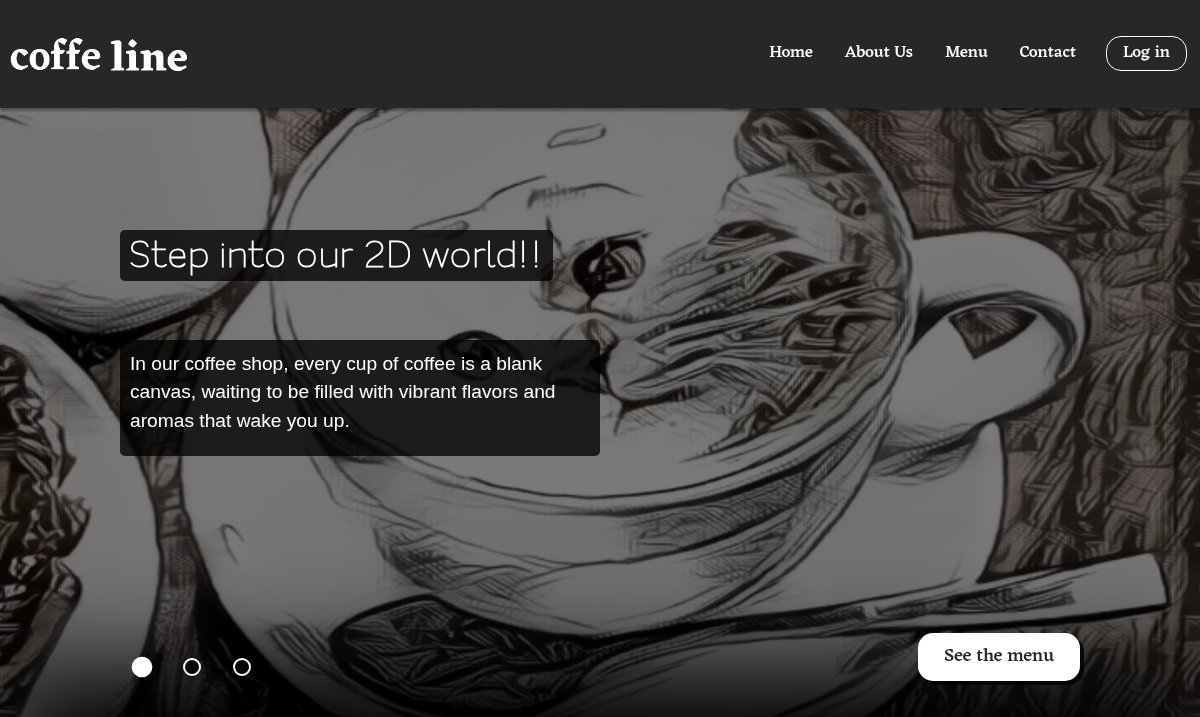 coffe line
Home About Us Menu Contact Log in
Step into our 2D world!!
In our coffee shop, every cup of coffee is a blank
canvas, waiting to be filled with vibrant flavors and
aromas that wake you up.
See the menu